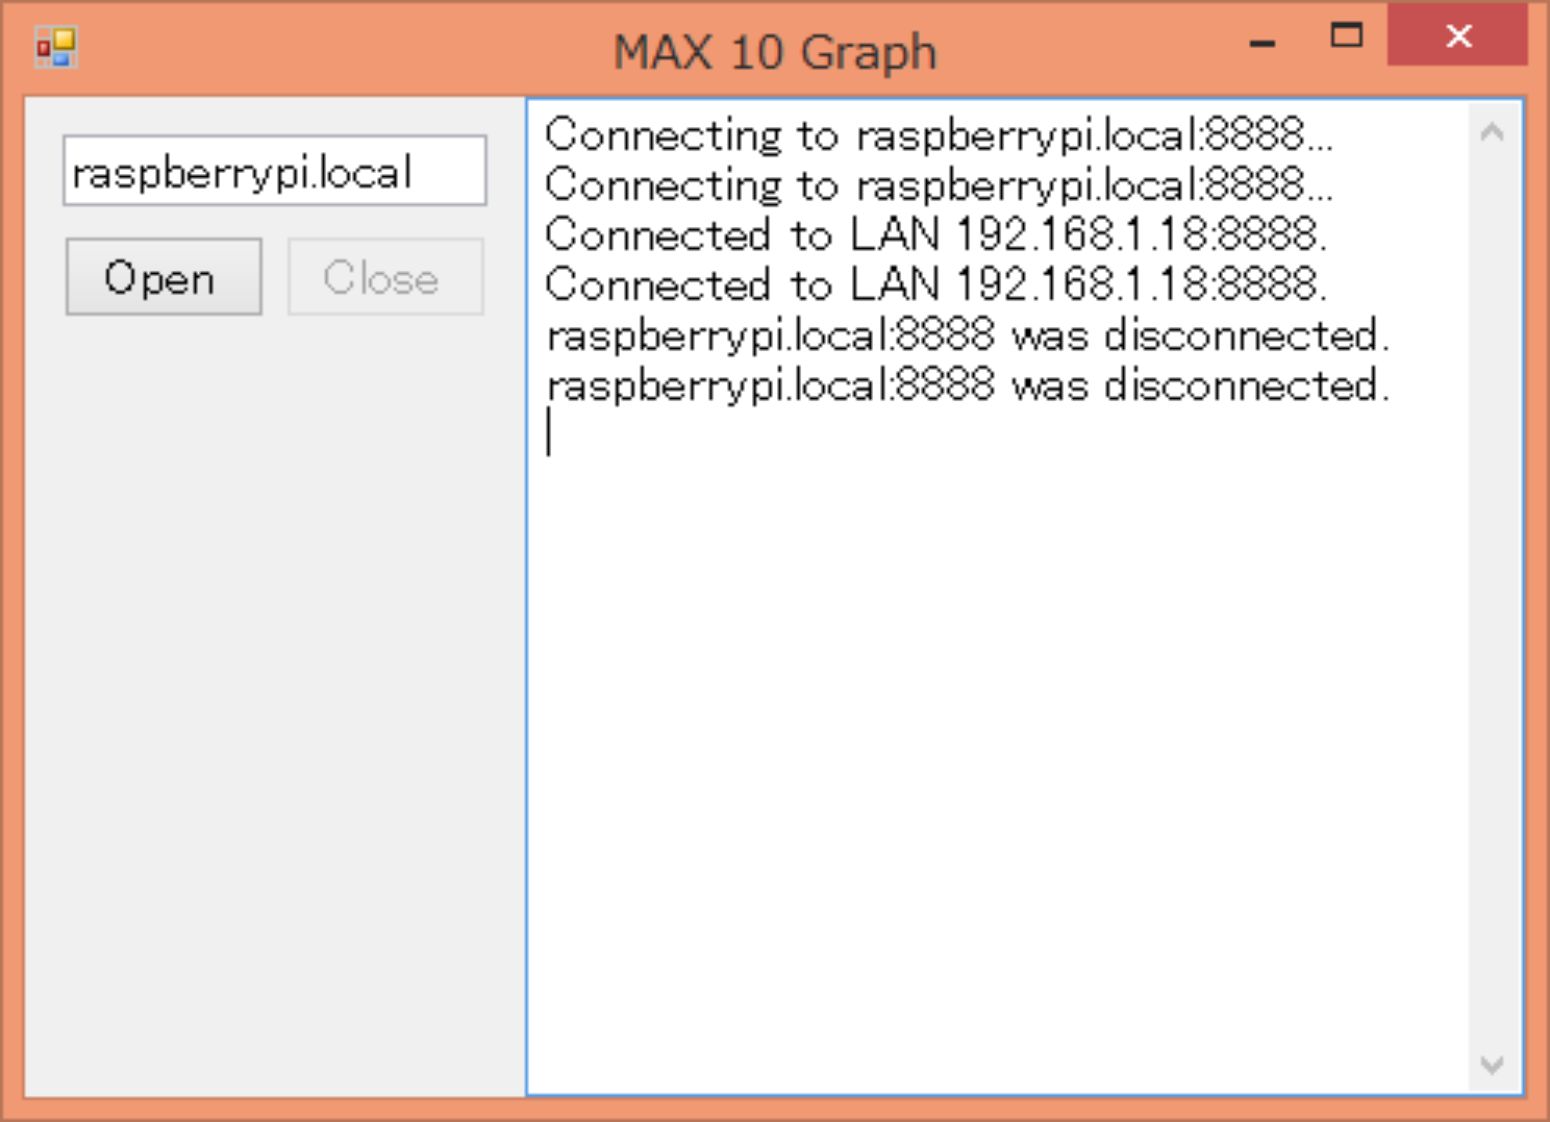 MAX 10 Graph
raspberrypi.local
Open
Close
Connecting to raspberrypi.local:8888...
Connecting to raspberrypi.local:8888...
Connected to LAN 192.168.1.18:8888.
Connected to LAN 192.168.1.18:8888.
raspberrypi.local:8888 was disconnected.
raspberrypi.local:8888 was disconnected.